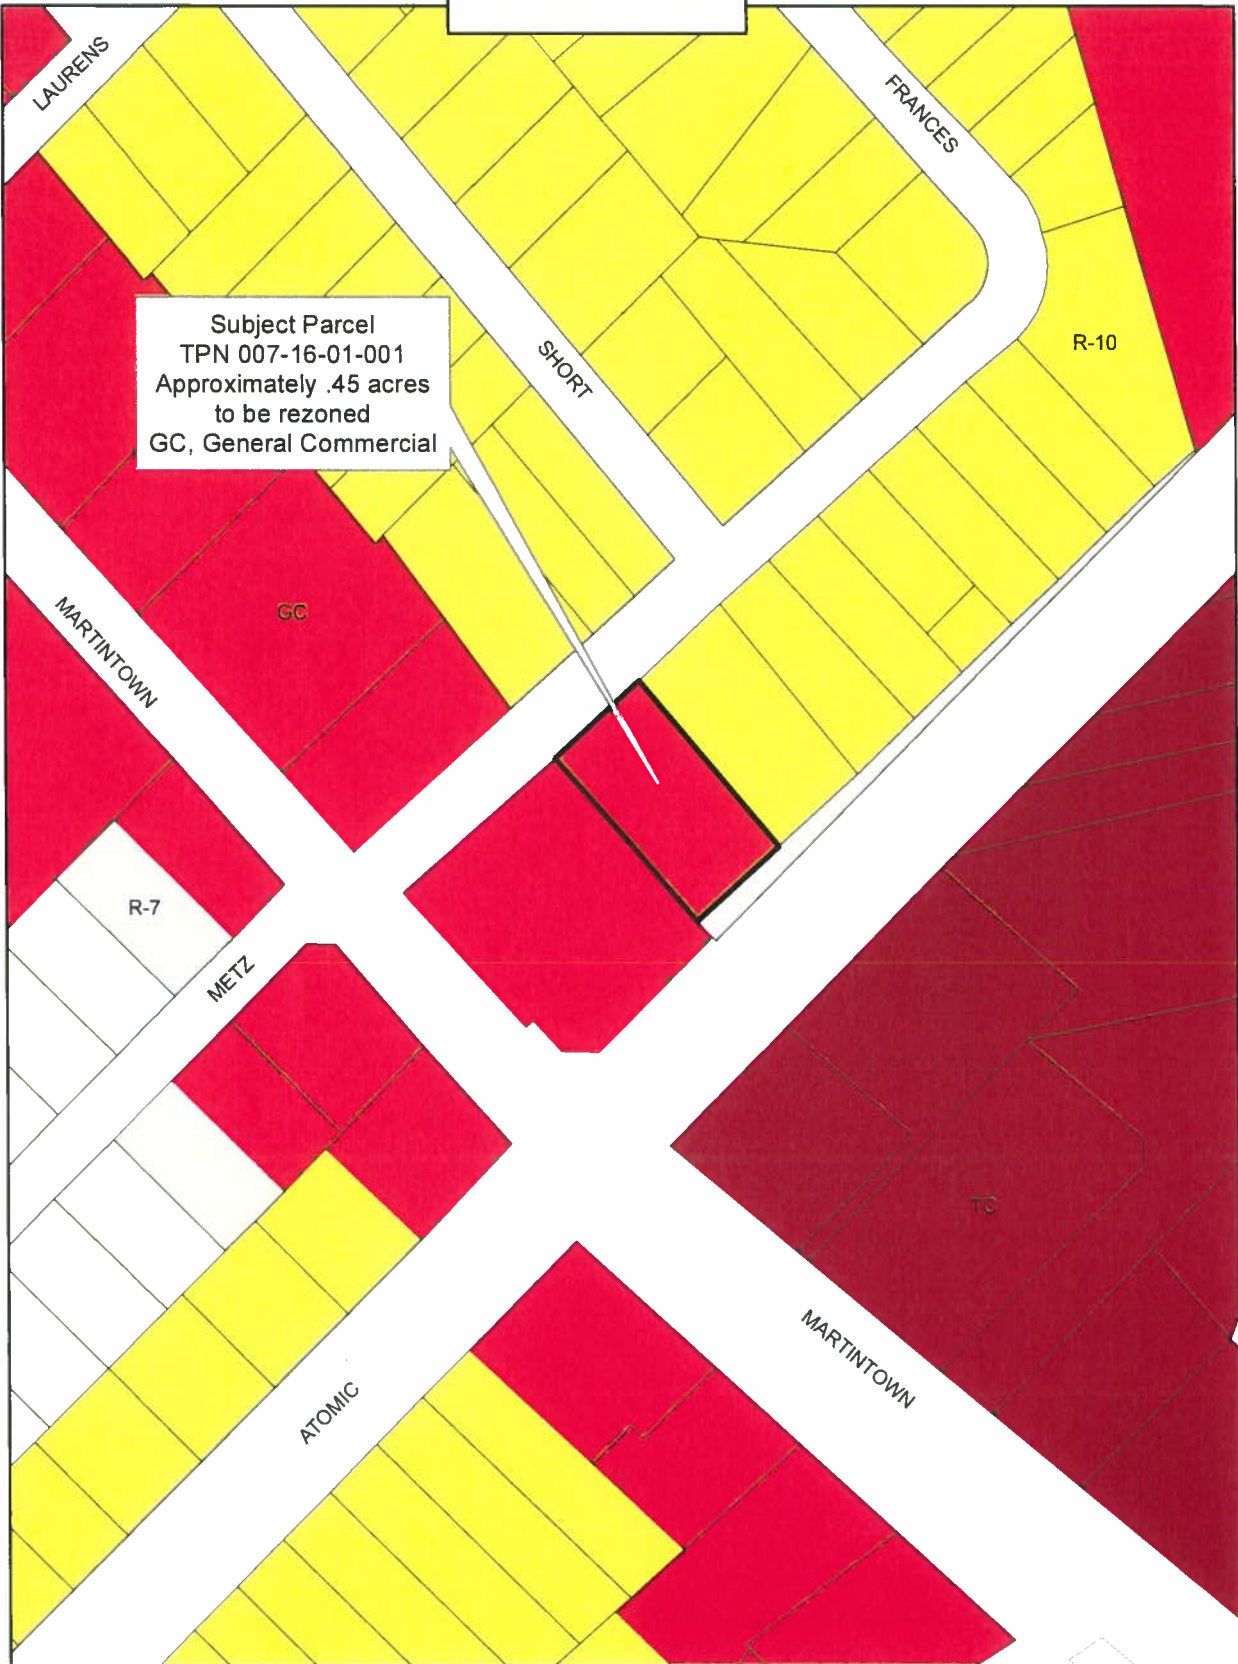 LAURENS
FRANCES
Subject Parcel
TPN 007-16-01-001
Approximately .45 acres
to be rezoned
GC, General Commercial
SHORT
R-10
GC
MARTINTOWN
R-7
METZ
TC
MARTINTOWN
ATOMIC